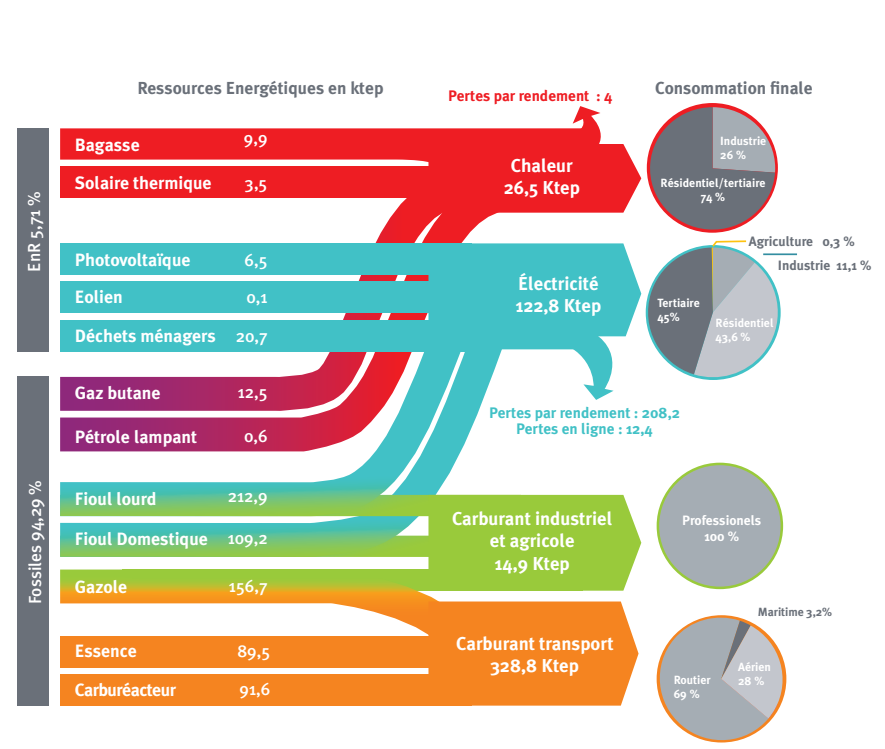 Ressources Energétiques en ktep
Pertes par rendement : 4
Consommation finale
EnR 5,71 %
Bagasse 9,9
Solaire thermique 3,5
Chaleur
26,5 Ktep
Industrie
26 %
Résidentiel/tertiaire
74 %
Photovoltaïque 6,5
Eolien 0,1
Déchets ménagers 20,7
Électricité
122,8 Ktep
Agriculture 0,3 %
Industrie 11,1 %
Tertiaire
45%
Résidentiel
43,6 %
Pertes par rendement : 208,2
Pertes en ligne : 12,4
Fossiles 94,29 %
Gaz butane 12,5
Pétrole lampant 0,6
Fioul lourd 212,9
Fioul Domestique 109,2
Gazole 156,7
Carburant industriel
et agricole
14,9 Ktep
Professionels
100 %
Essence 89,5
Carburéacteur 91,6
Carburant transport
328,8 Ktep
Maritime 3,2%
Aérien
28 %
Routier
69 %